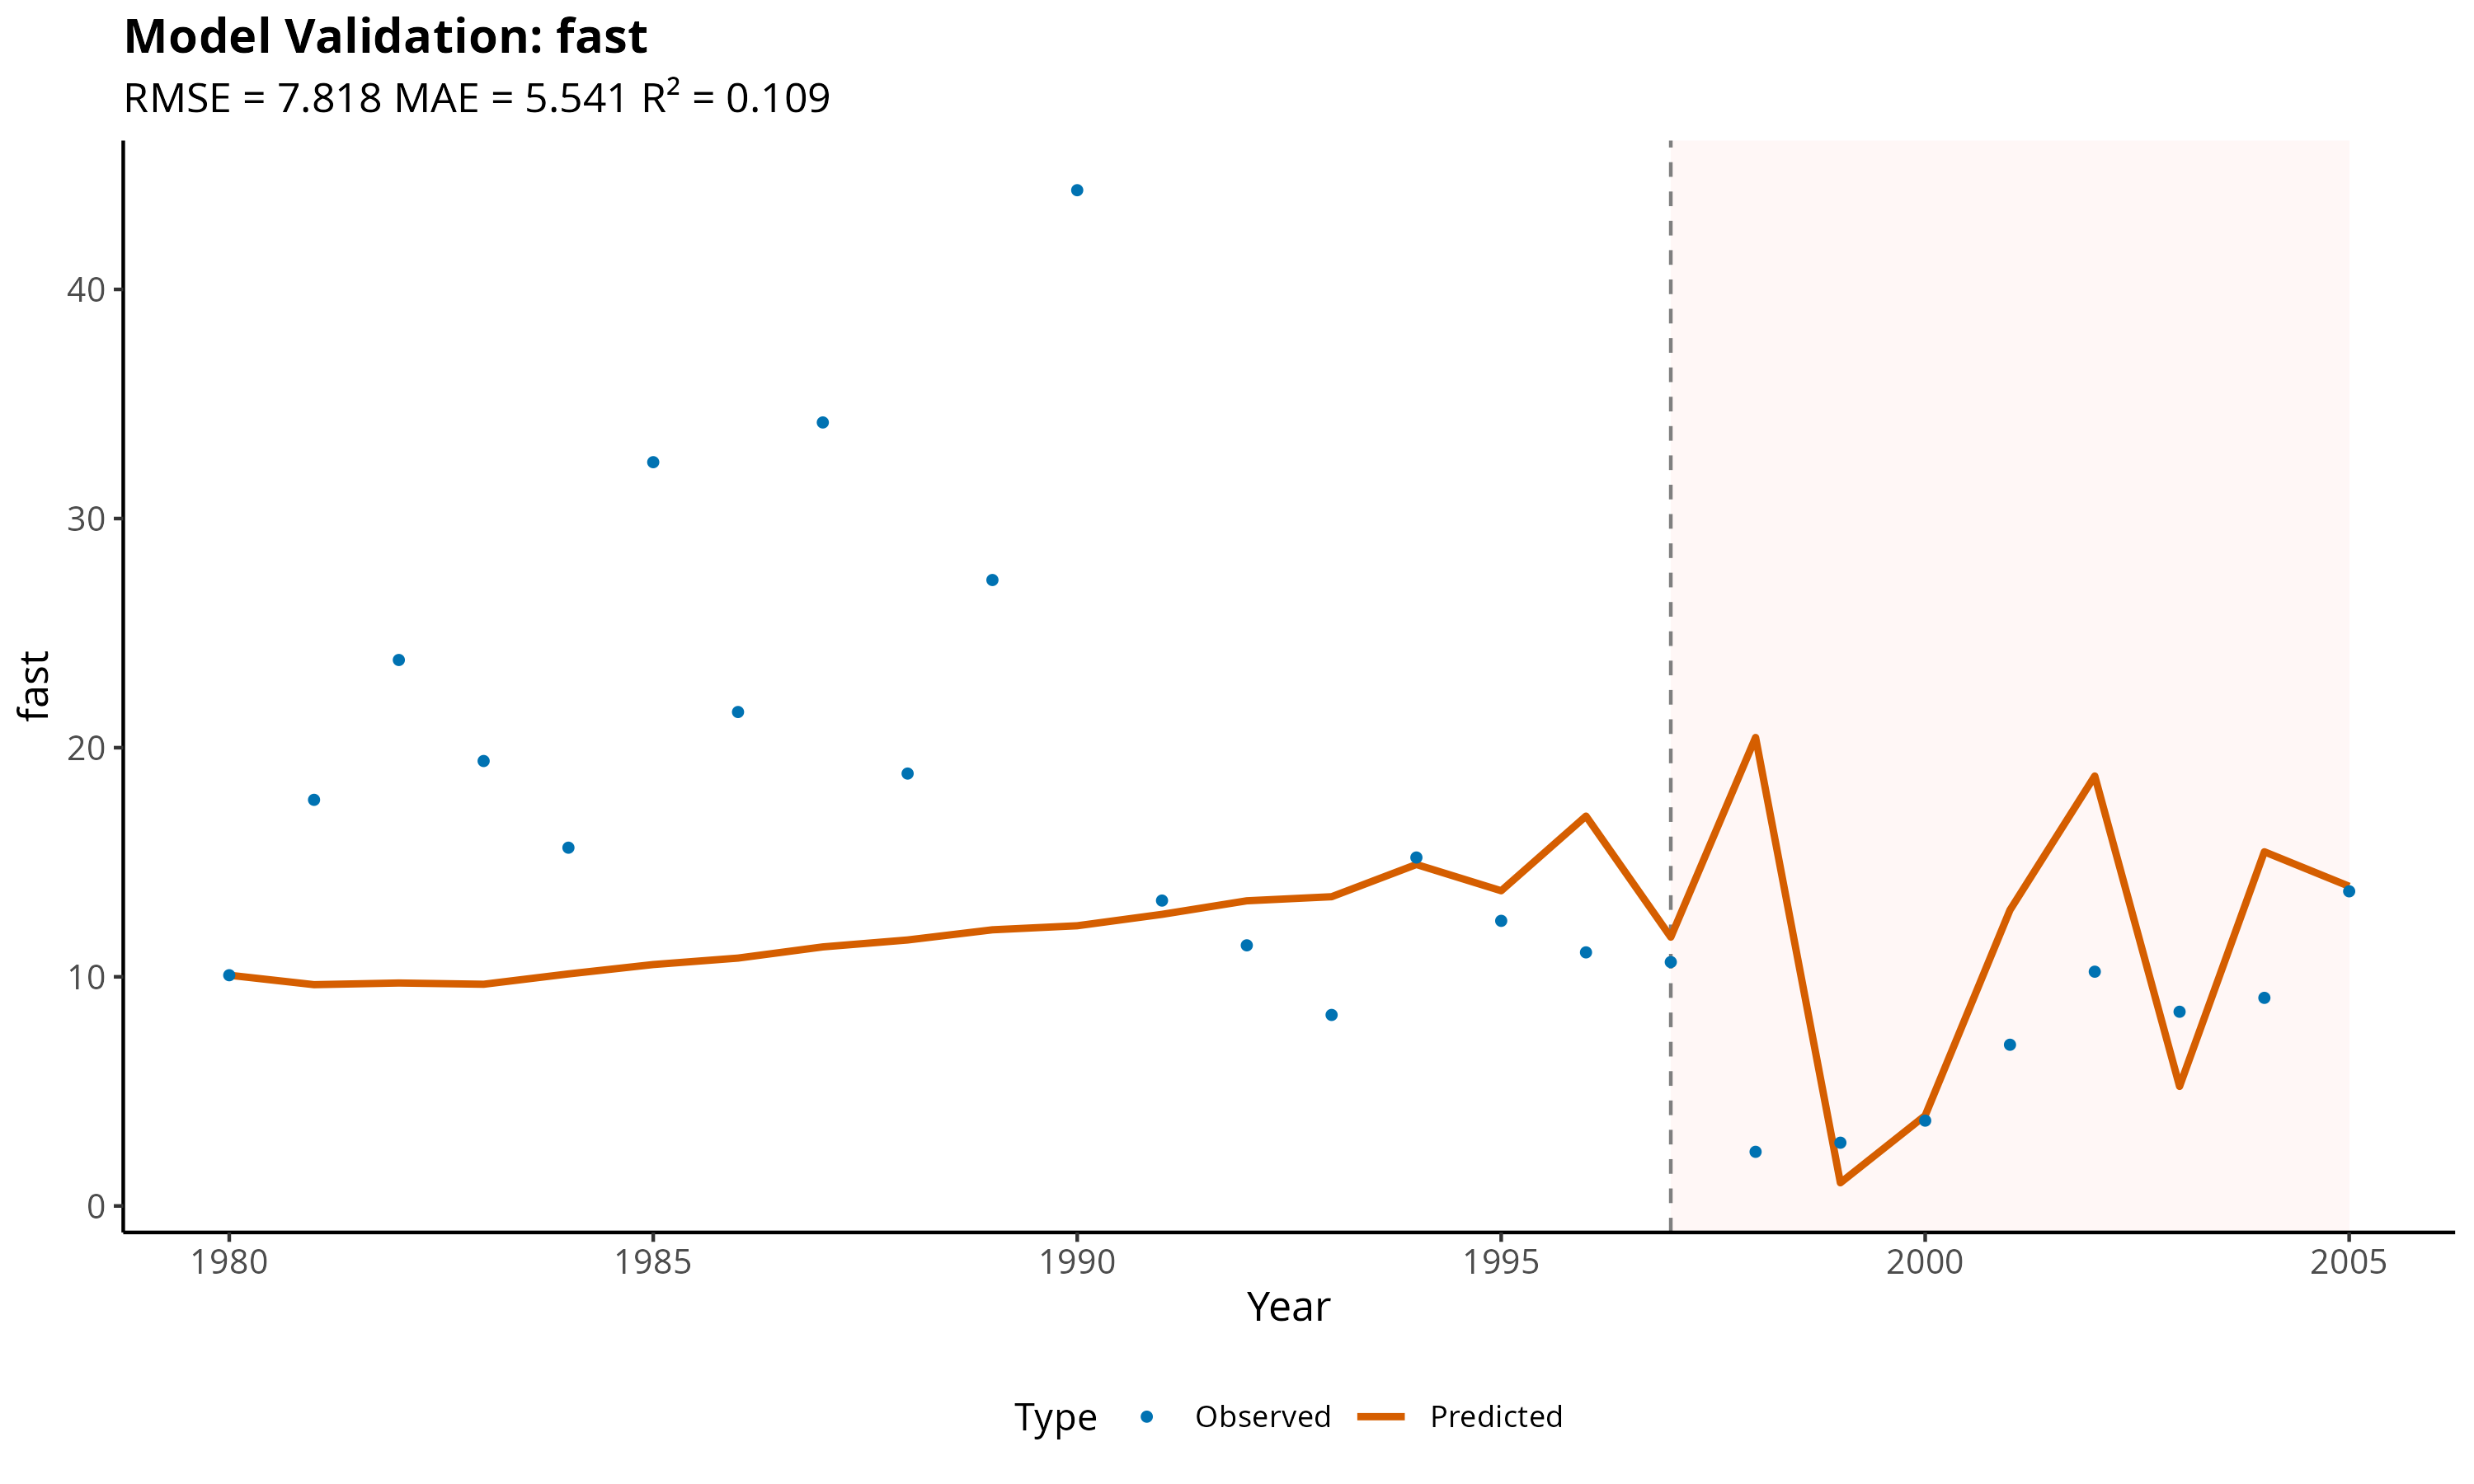 Model Validation: fast
RMSE = 7.818 MAE = 5.541 R² = 0.109
fast
40
30
20
10
0
1980 1985 1990 1995 2000 2005
Year
Type Observed Predicted